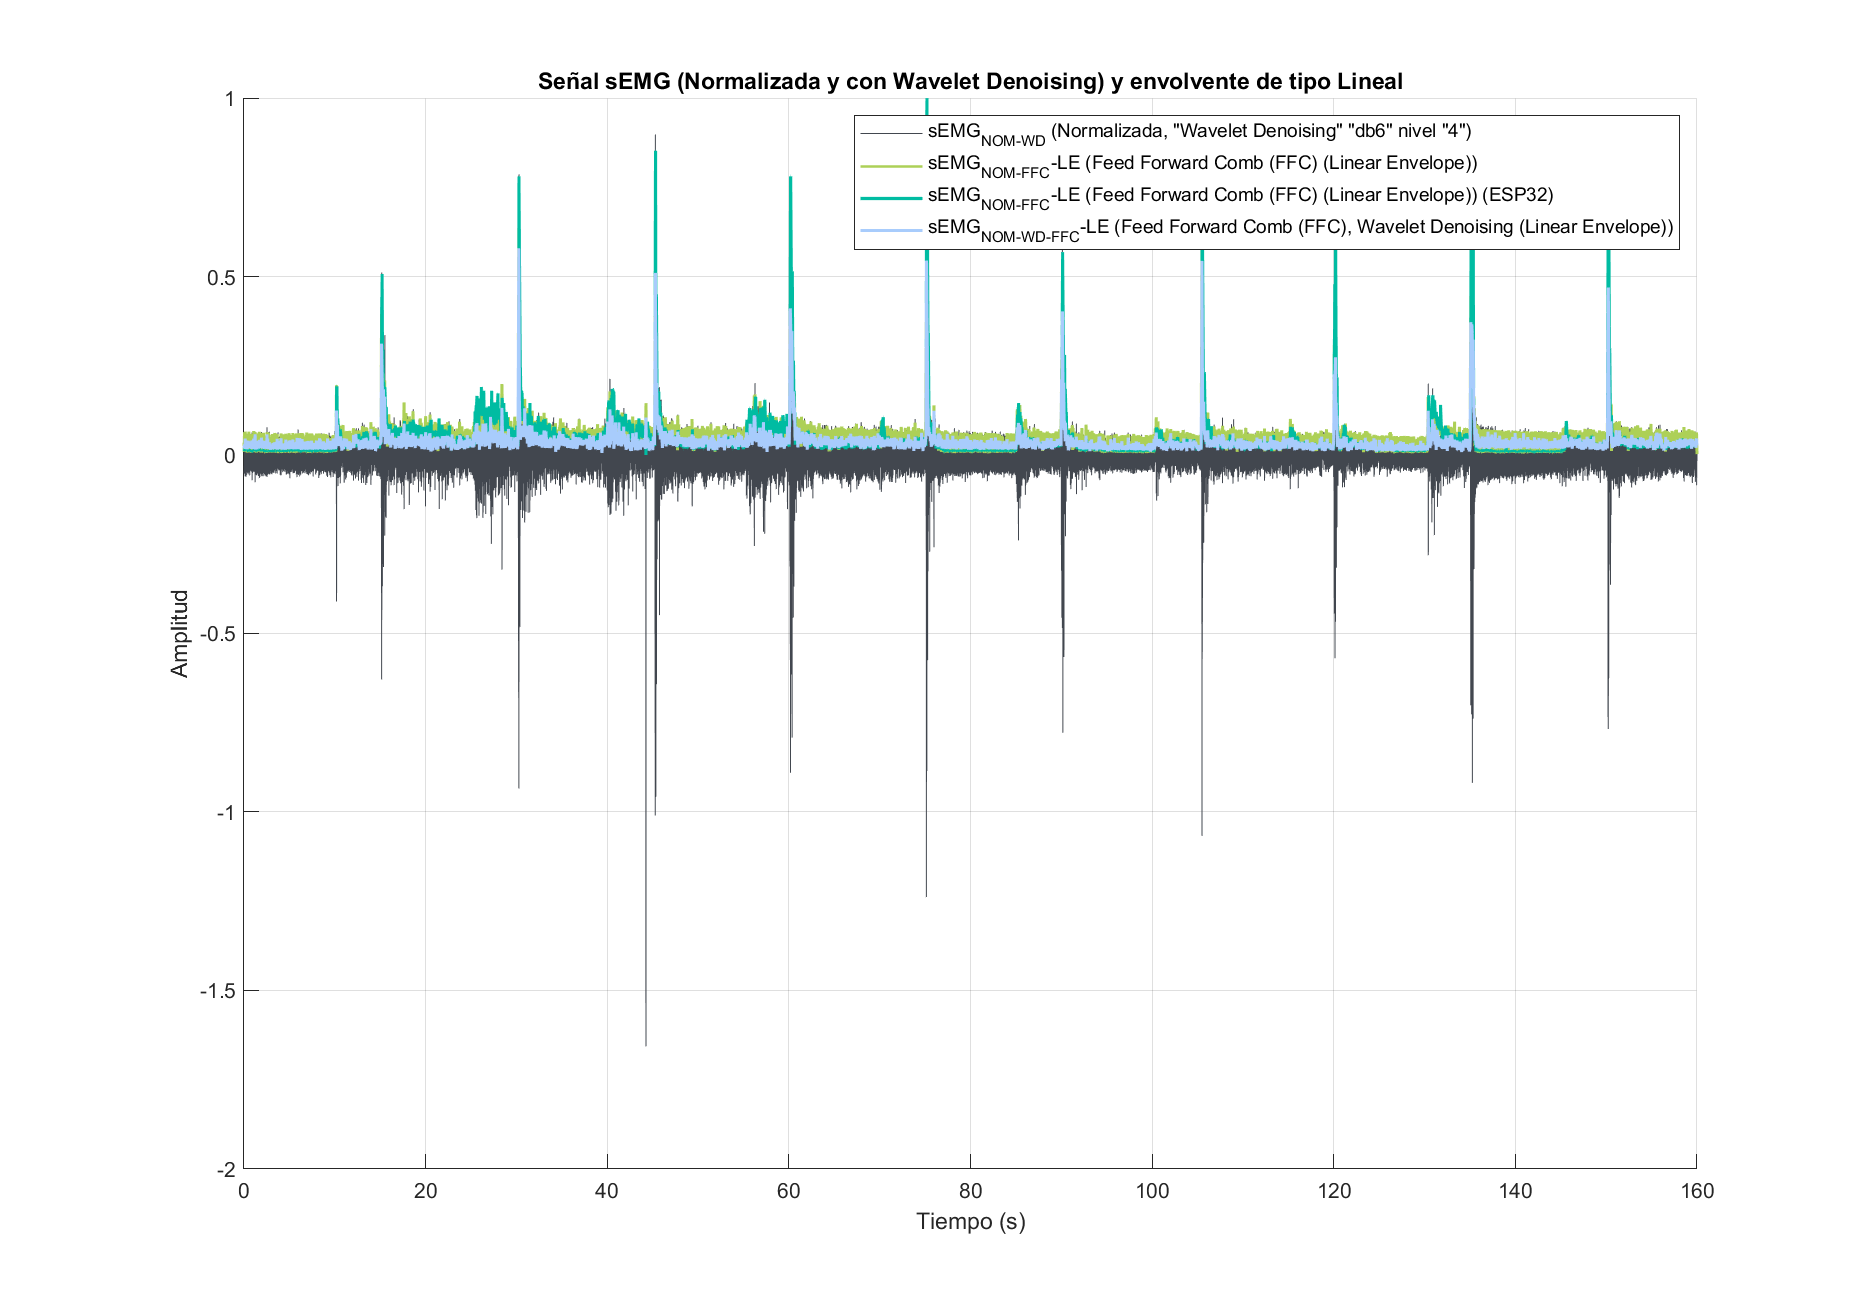 Señal sEMG (Normalizada y con Wavelet Denoising) y envolvente de tipo Lineal
sEMG_NOM-WD (Normalizada, "Wavelet Denoising" "db6" nivel "4")
sEMG_NOM-FFC-LE (Feed Forward Comb (FFC) (Linear Envelope))
sEMG_NOM-FFC-LE (Feed Forward Comb (FFC) (Linear Envelope)) (ESP32)
sEMG_NOM-WD-FFC-LE (Feed Forward Comb (FFC), Wavelet Denoising (Linear Envelope))
1
0.5
0
-0.5
-1
-1.5
-2
Amplitud
0 20 40 60 80 100 120 140 160
Tiempo (s)